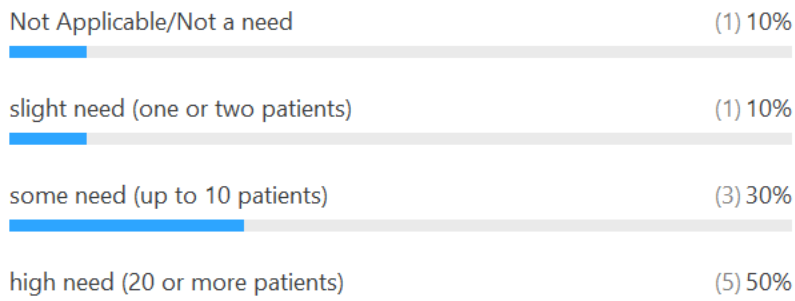 Not Applicable/Not a need (1) 10%
slight need (one or two patients) (1) 10%
some need (up to 10 patients) (3) 30%
high need (20 or more patients) (5) 50%